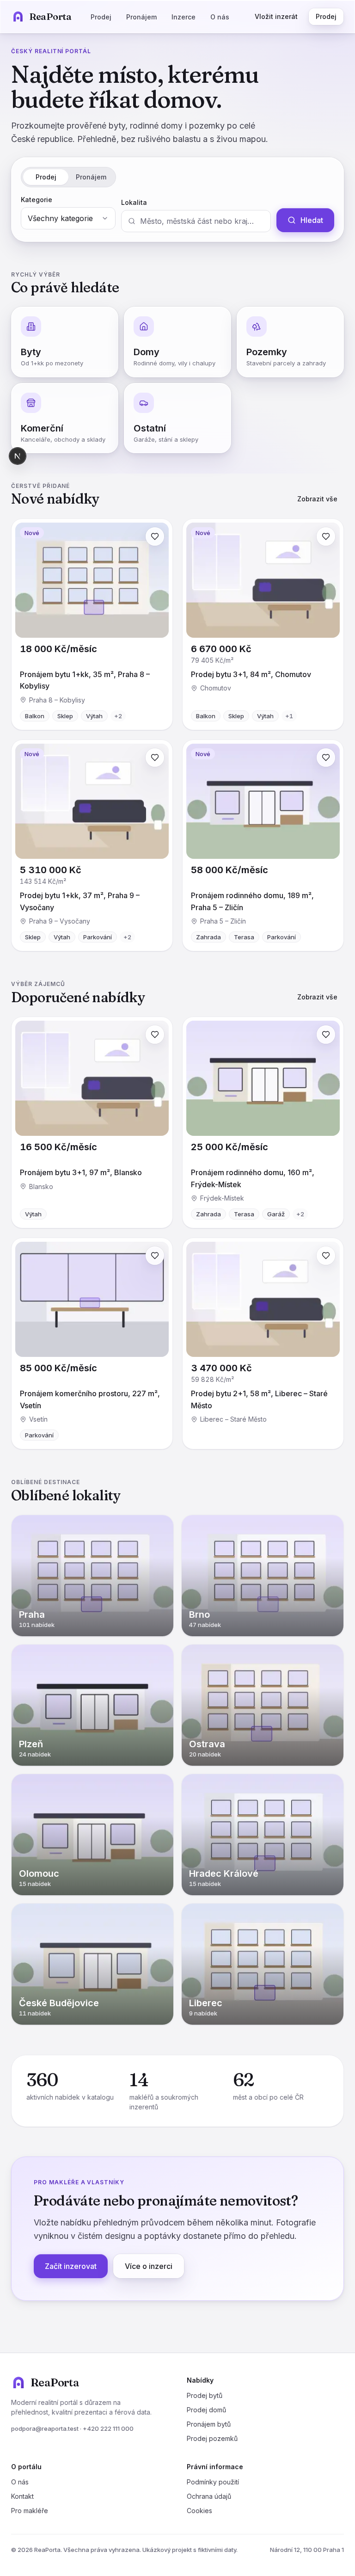 ReaPorta Prodej Pronájem Inzerce O nás Vložit inzerát Prodej
ČESKÝ REALITNÍ PORTÁL
Najděte místo, kterému
budete říkat domov.
Prozkoumejte prověřené byty, rodinné domy i pozemky po celé
České republice. Přehledně, bez rušivého balastu a s živou mapou.
Prodej Pronájem
Kategorie
Lokalita
Všechny kategorie
Město, městská část nebo kraj…
Hledat
RYCHLÝ VÝBĚR
Co právě hledáte
Byty
Od 1+kk po mezonety
Domy
Rodinné domy, vily i chalupy
Pozemky
Stavební parcely a zahrady
Komerční
Kanceláře, obchody a sklady
Ostatní
Garáže, stání a sklepy
N
ČERSTVĚ PŘIDANÉ
Nové nabídky
Zobrazit vše
Nové
18 000 Kč/měsíc
Pronájem bytu 1+kk, 35 m², Praha 8 –
Kobylisy
Praha 8 – Kobylisy
Balkon Sklep Výtah +2
Nové
6 670 000 Kč
79 405 Kč/m²
Prodej bytu 3+1, 84 m², Chomutov
Chomutov
Balkon Sklep Výtah +1
Nové
5 310 000 Kč
143 514 Kč/m²
Prodej bytu 1+kk, 37 m², Praha 9 –
Vysočany
Praha 9 – Vysočany
Sklep Výtah Parkování +2
Nové
58 000 Kč/měsíc
Pronájem rodinného domu, 189 m²,
Praha 5 – Zličín
Praha 5 – Zličín
Zahrada Terasa Parkování
VÝBĚR ZÁJEMCŮ
Doporučené nabídky
Zobrazit vše
16 500 Kč/měsíc
Pronájem bytu 3+1, 97 m², Blansko
Blansko
Výtah
25 000 Kč/měsíc
Pronájem rodinného domu, 160 m²,
Frýdek-Místek
Frýdek-Místek
Zahrada Terasa Garáž +2
85 000 Kč/měsíc
Pronájem komerčního prostoru, 227 m²,
Vsetín
Vsetín
Parkování
3 470 000 Kč
59 828 Kč/m²
Prodej bytu 2+1, 58 m², Liberec – Staré
Město
Liberec – Staré Město
OBLÍBENÉ DESTINACE
Oblíbené lokality
Praha
101 nabídek
Brno
47 nabídek
Plzeň
24 nabídek
Ostrava
20 nabídek
Olomouc
15 nabídek
Hradec Králové
15 nabídek
České Budějovice
11 nabídek
Liberec
9 nabídek
360
aktivních nabídek v katalogu
14
makléřů a soukromých
inzerentů
62
měst a obcí po celé ČR
PRO MAKLÉŘE A VLASTNÍKY
Prodáváte nebo pronajímáte nemovitost?
Vložte nabídku přehledným průvodcem během několika minut. Fotografie
vyniknou v čistém designu a poptávky dostanete přímo do přehledu.
Začít inzerovat
Více o inzerci
ReaPorta
Moderní realitní portál s důrazem na
přehlednost, kvalitní prezentaci a férová data.
podpora@reaporta.test · +420 222 111 000
Nabídky
Prodej bytů
Prodej domů
Pronájem bytů
Prodej pozemků
O portálu
O nás
Kontakt
Pro makléře
Právní informace
Podmínky použití
Ochrana údajů
Cookies
© 2026 ReaPorta. Všechna práva vyhrazena. Ukázkový projekt s fiktivními daty.
Národní 12, 110 00 Praha 1